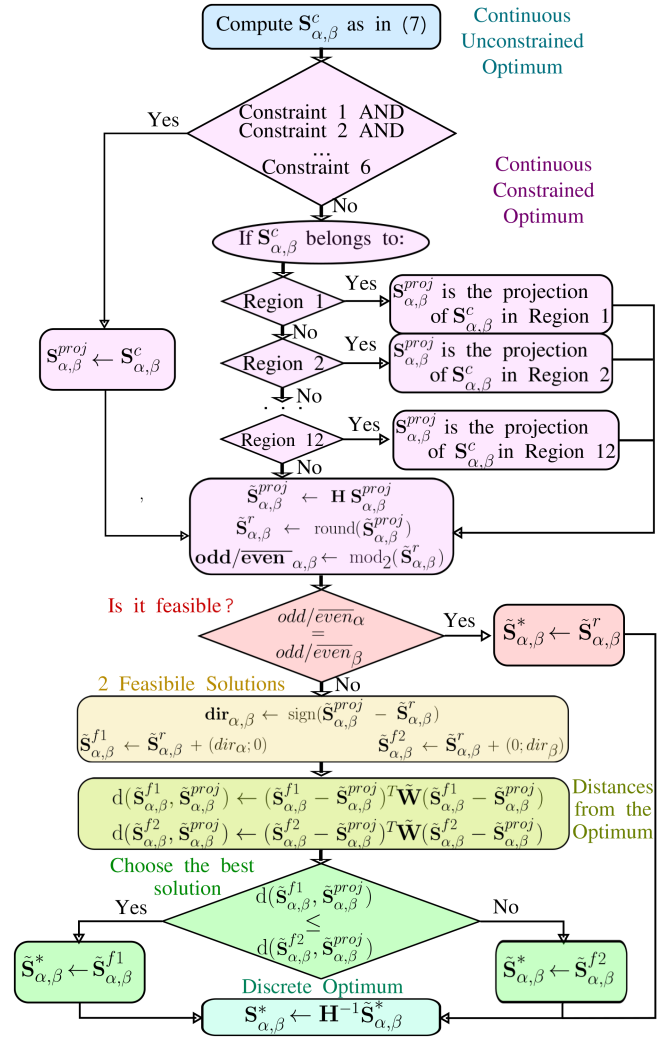 Compute S^c_{α,β} as in (7)
Continuous
Unconstrained
Optimum
Yes
Constraint 1 AND
Constraint 2 AND
...
Constraint 6
No
Continuous
Constrained
Optimum
If S^c_{α,β} belongs to:
Region 1
Yes
S^{proj}_{α,β} is the projection
of S^c_{α,β} in Region 1
No
S^{proj}_{α,β} ← S^c_{α,β}
Region 2
Yes
S^{proj}_{α,β} is the projection
of S^c_{α,β} in Region 2
No
. . .
Region 12
Yes
S^{proj}_{α,β} is the projection
of S^c_{α,β} in Region 12
No
,
S̃^{proj}_{α,β} ← H S^{proj}_{α,β}
S̃^r_{α,β} ← round(S̃^{proj}_{α,β})
odd/e̅v̅e̅n̅_{α,β} ← mod_2(S̃^r_{α,β})
Is it feasible?
odd/e̅v̅e̅n̅_α
=
odd/e̅v̅e̅n̅_β
Yes
S̃^*_{α,β} ← S̃^r_{α,β}
No
2 Feasibile Solutions
dir_{α,β} ← sign(S̃^{proj}_{α,β} − S̃^r_{α,β})
S̃^{f1}_{α,β} ← S̃^r_{α,β} + (dir_α; 0) S̃^{f2}_{α,β} ← S̃^r_{α,β} + (0; dir_β)
d(S̃^{f1}_{α,β}, S̃^{proj}_{α,β}) ← (S̃^{f1}_{α,β} − S̃^{proj}_{α,β})^T W̃(S̃^{f1}_{α,β} − S̃^{proj}_{α,β})
d(S̃^{f2}_{α,β}, S̃^{proj}_{α,β}) ← (S̃^{f2}_{α,β} − S̃^{proj}_{α,β})^T W̃(S̃^{f2}_{α,β} − S̃^{proj}_{α,β})
Distances
from the
Optimum
Choose the best
solution
d(S̃^{f1}_{α,β}, S̃^{proj}_{α,β})
≤
d(S̃^{f2}_{α,β}, S̃^{proj}_{α,β})
Yes
No
S̃^*_{α,β} ← S̃^{f1}_{α,β}
S̃^*_{α,β} ← S̃^{f2}_{α,β}
Discrete Optimum
S^*_{α,β} ← H^{-1} S̃^*_{α,β}